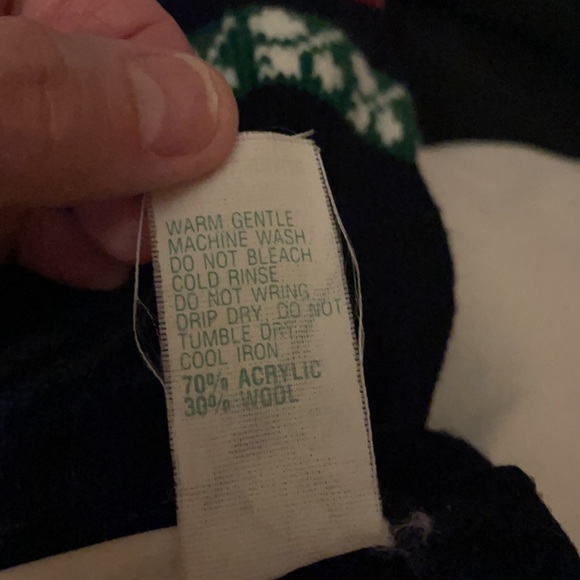 WARM GENTLE
MACHINE WASH
DO NOT BLEACH
COLD RINSE
DO NOT WRING
DRIP DRY, DO NOT
TUMBLE DRY
COOL IRON
70% ACRYLIC
30% WOOL